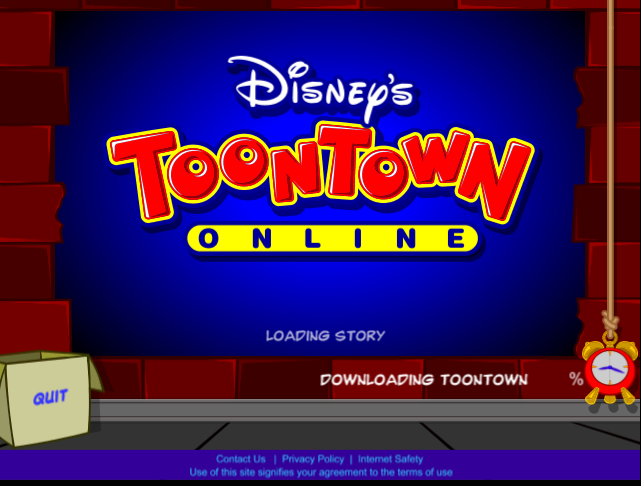 Disney's
TOONTOWN
ONLINE
LOADING STORY
DOWNLOADING TOONTOWN %
QUIT
Contact Us | Privacy Policy | Internet Safety
Use of this site signifies your agreement to the terms of use